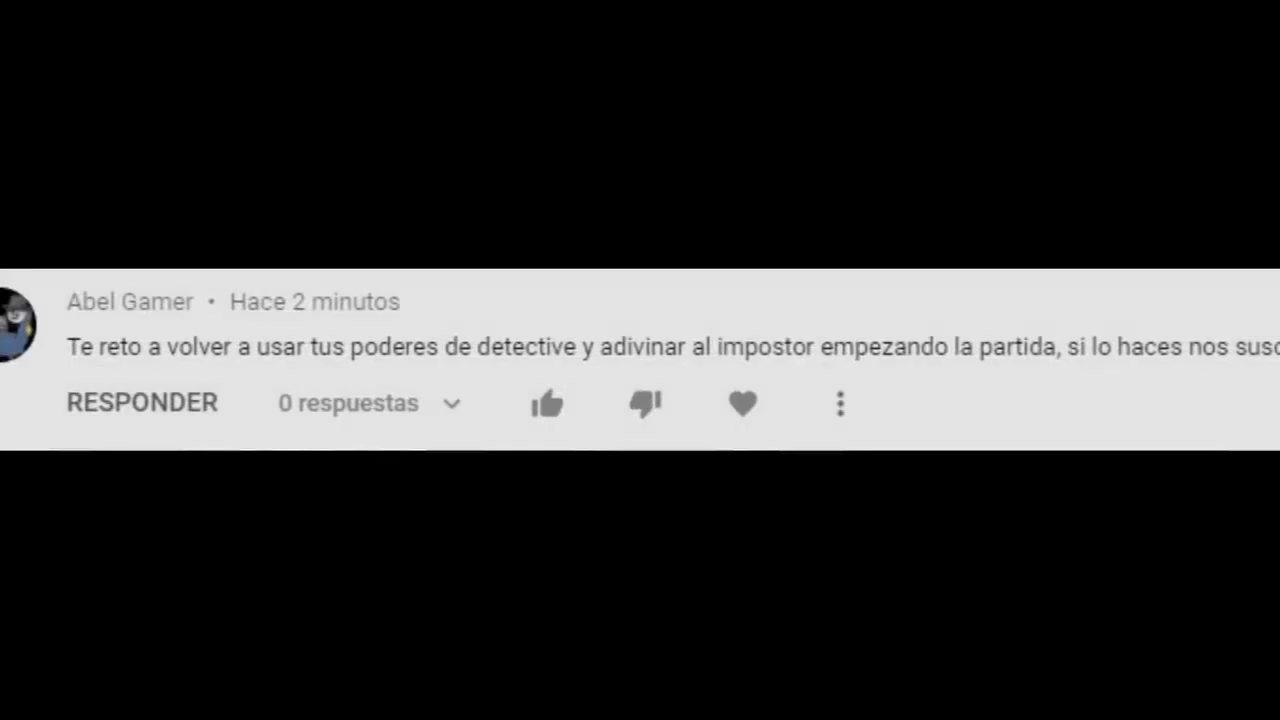 Abel Gamer • Hace 2 minutos
Te reto a volver a usar tus poderes de detective y adivinar al impostor empezando la partida, si lo haces nos susc
RESPONDER 0 respuestas